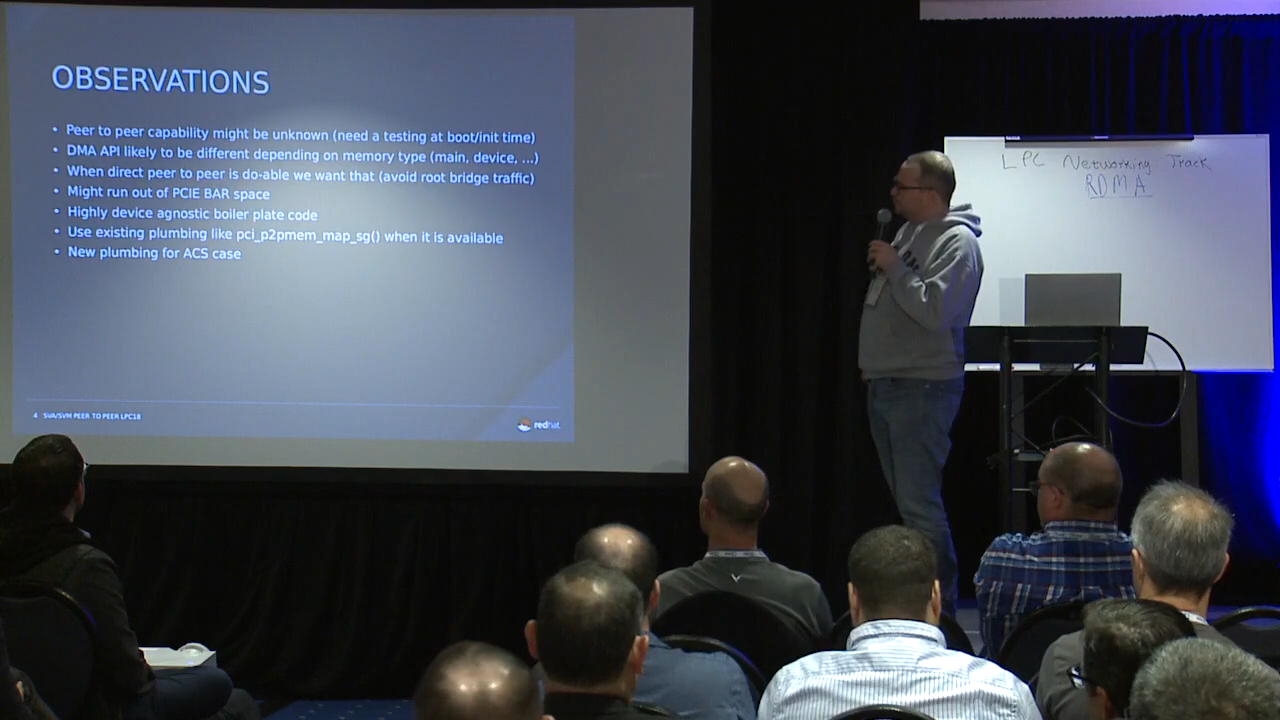 OBSERVATIONS
• Peer to peer capability might be unknown (need a testing at boot/init time)
• DMA API likely to be different depending on memory type (main, device, ...)
• When direct peer to peer is do-able we want that (avoid root bridge traffic)
• Might run out of PCIE BAR space
• Highly device agnostic boiler plate code
• Use existing plumbing like pci_p2pmem_map_sg() when it is available
• New plumbing for ACS case
4 SVA/SVM PEER TO PEER LPC18
redhat
LPC Networking Track
RDMA